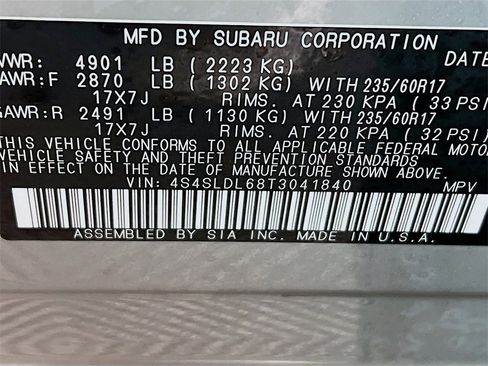 MFD BY SUBARU CORPORATION DATE
VWR: 4901 LB ( 2223 KG)
AWR:F 2870 LB ( 1302 KG) WITH 235/60R17
17X7J RIMS. AT 230 KPA ( 33 PSI
GAWR:R 2491 LB ( 1130 KG) WITH 235/60R17
17X7J RIMS. AT 220 KPA ( 32 PSI)
THIS VEHICLE CONFORMS TO ALL APPLICABLE FEDERAL MOTOR
VEHICLE SAFETY AND THEFT PREVENTION STANDARDS
IN EFFECT ON THE DATE OF MANUFACTURE SHOWN ABOVE.
VIN: 4S4SLDL68T3041840 MPV
ASSEMBLED BY SIA INC. MADE IN U.S.A.